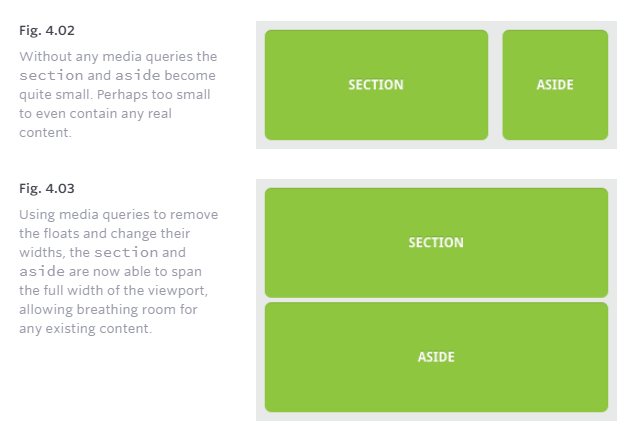 Fig. 4.02
Without any media queries the
section and aside become
quite small. Perhaps too small
to even contain any real
content.
SECTION
ASIDE
Fig. 4.03
Using media queries to remove
the floats and change their
widths, the section and
aside are now able to span
the full width of the viewport,
allowing breathing room for
any existing content.
SECTION
ASIDE